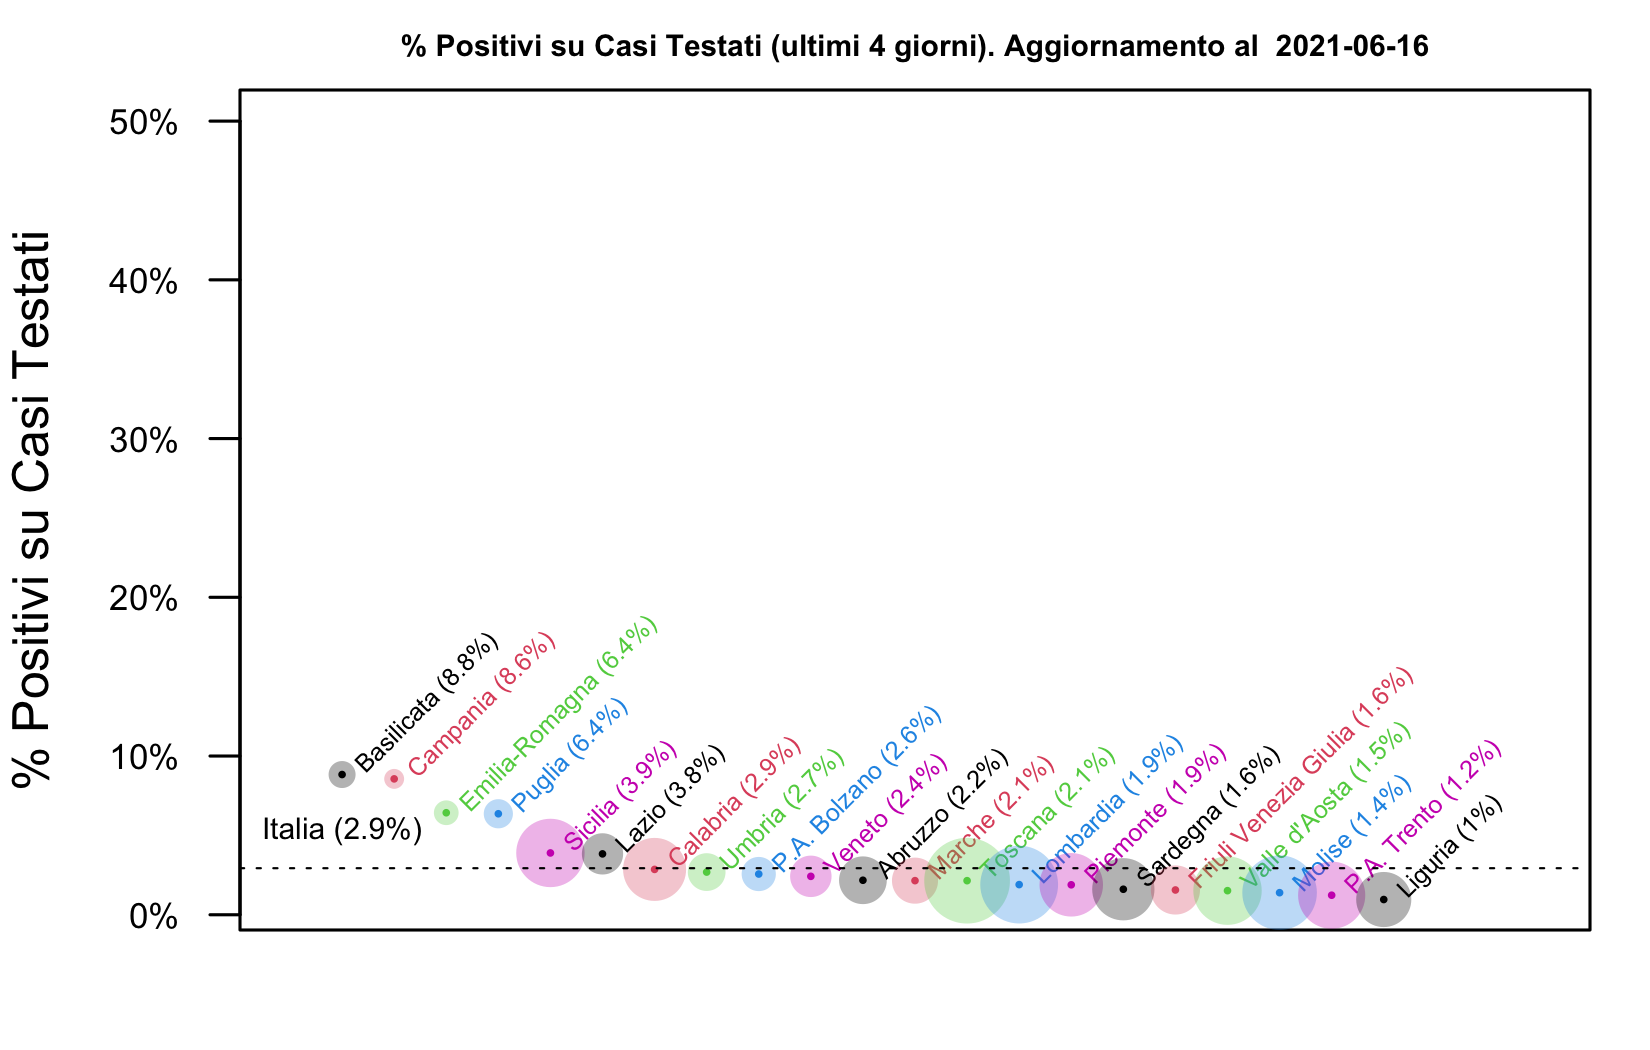 % Positivi su Casi Testati (ultimi 4 giorni). Aggiornamento al  2021-06-16
% Positivi su Casi Testati
50%
40%
30%
20%
10%
0%
Italia (2.9%)
Basilicata (8.8%)
Campania (8.6%)
Emilia-Romagna (6.4%)
Puglia (6.4%)
Sicilia (3.9%)
Lazio (3.8%)
Calabria (2.9%)
Umbria (2.7%)
P.A. Bolzano (2.6%)
Veneto (2.4%)
Abruzzo (2.2%)
Marche (2.1%)
Toscana (2.1%)
Lombardia (1.9%)
Piemonte (1.9%)
Sardegna (1.6%)
Friuli Venezia Giulia (1.6%)
Valle d'Aosta (1.5%)
Molise (1.4%)
P.A. Trento (1.2%)
Liguria (1%)